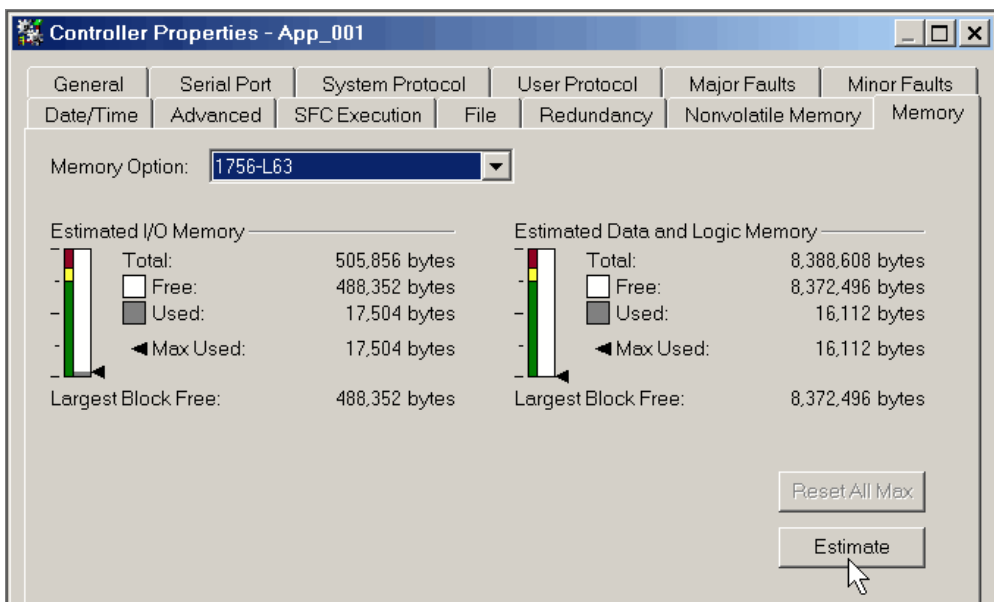 Controller Properties - App_001
General Serial Port System Protocol User Protocol Major Faults Minor Faults
Date/Time Advanced SFC Execution File Redundancy Nonvolatile Memory Memory
Memory Option: 1756-L63
Estimated I/O Memory
Total: 505,856 bytes
Free: 488,352 bytes
Used: 17,504 bytes
Max Used: 17,504 bytes
Largest Block Free: 488,352 bytes
Estimated Data and Logic Memory
Total: 8,388,608 bytes
Free: 8,372,496 bytes
Used: 16,112 bytes
Max Used: 16,112 bytes
Largest Block Free: 8,372,496 bytes
Reset All Max
Estimate